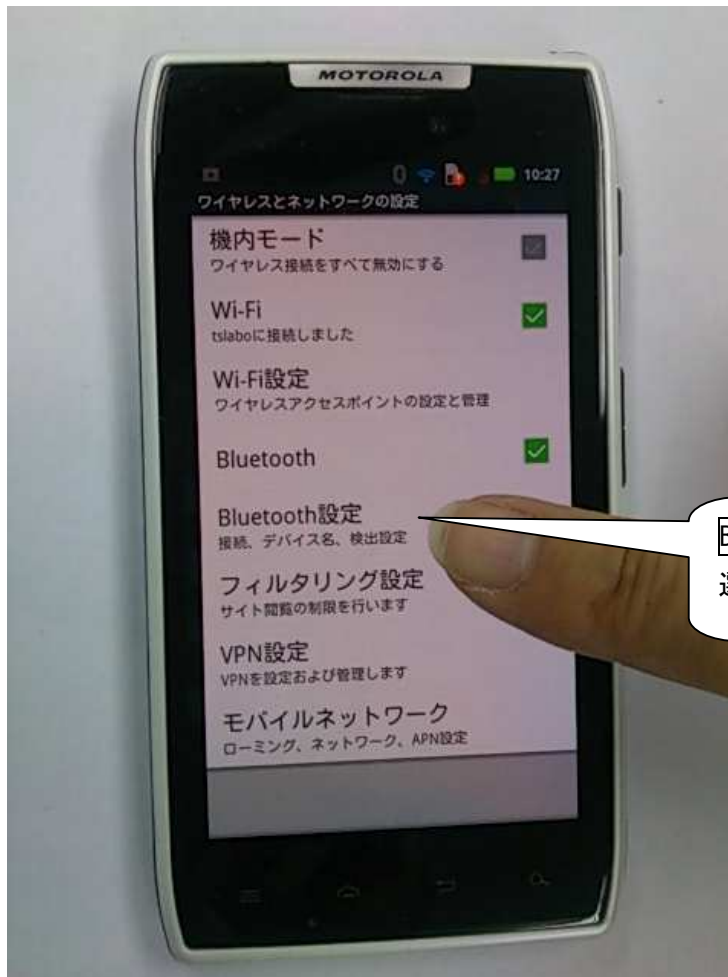 MOTOROLA
10:27
ワイヤレスとネットワークの設定
機内モード
ワイヤレス接続をすべて無効にする
Wi-Fi
tslaboに接続しました
Wi-Fi設定
ワイヤレスアクセスポイントの設定と管理
Bluetooth
Bluetooth設定
接続、デバイス名、検出設定
フィルタリング設定
サイト閲覧の制限を行います
VPN設定
VPNを設定および管理します
モバイルネットワーク
ローミング、ネットワーク、APN設定